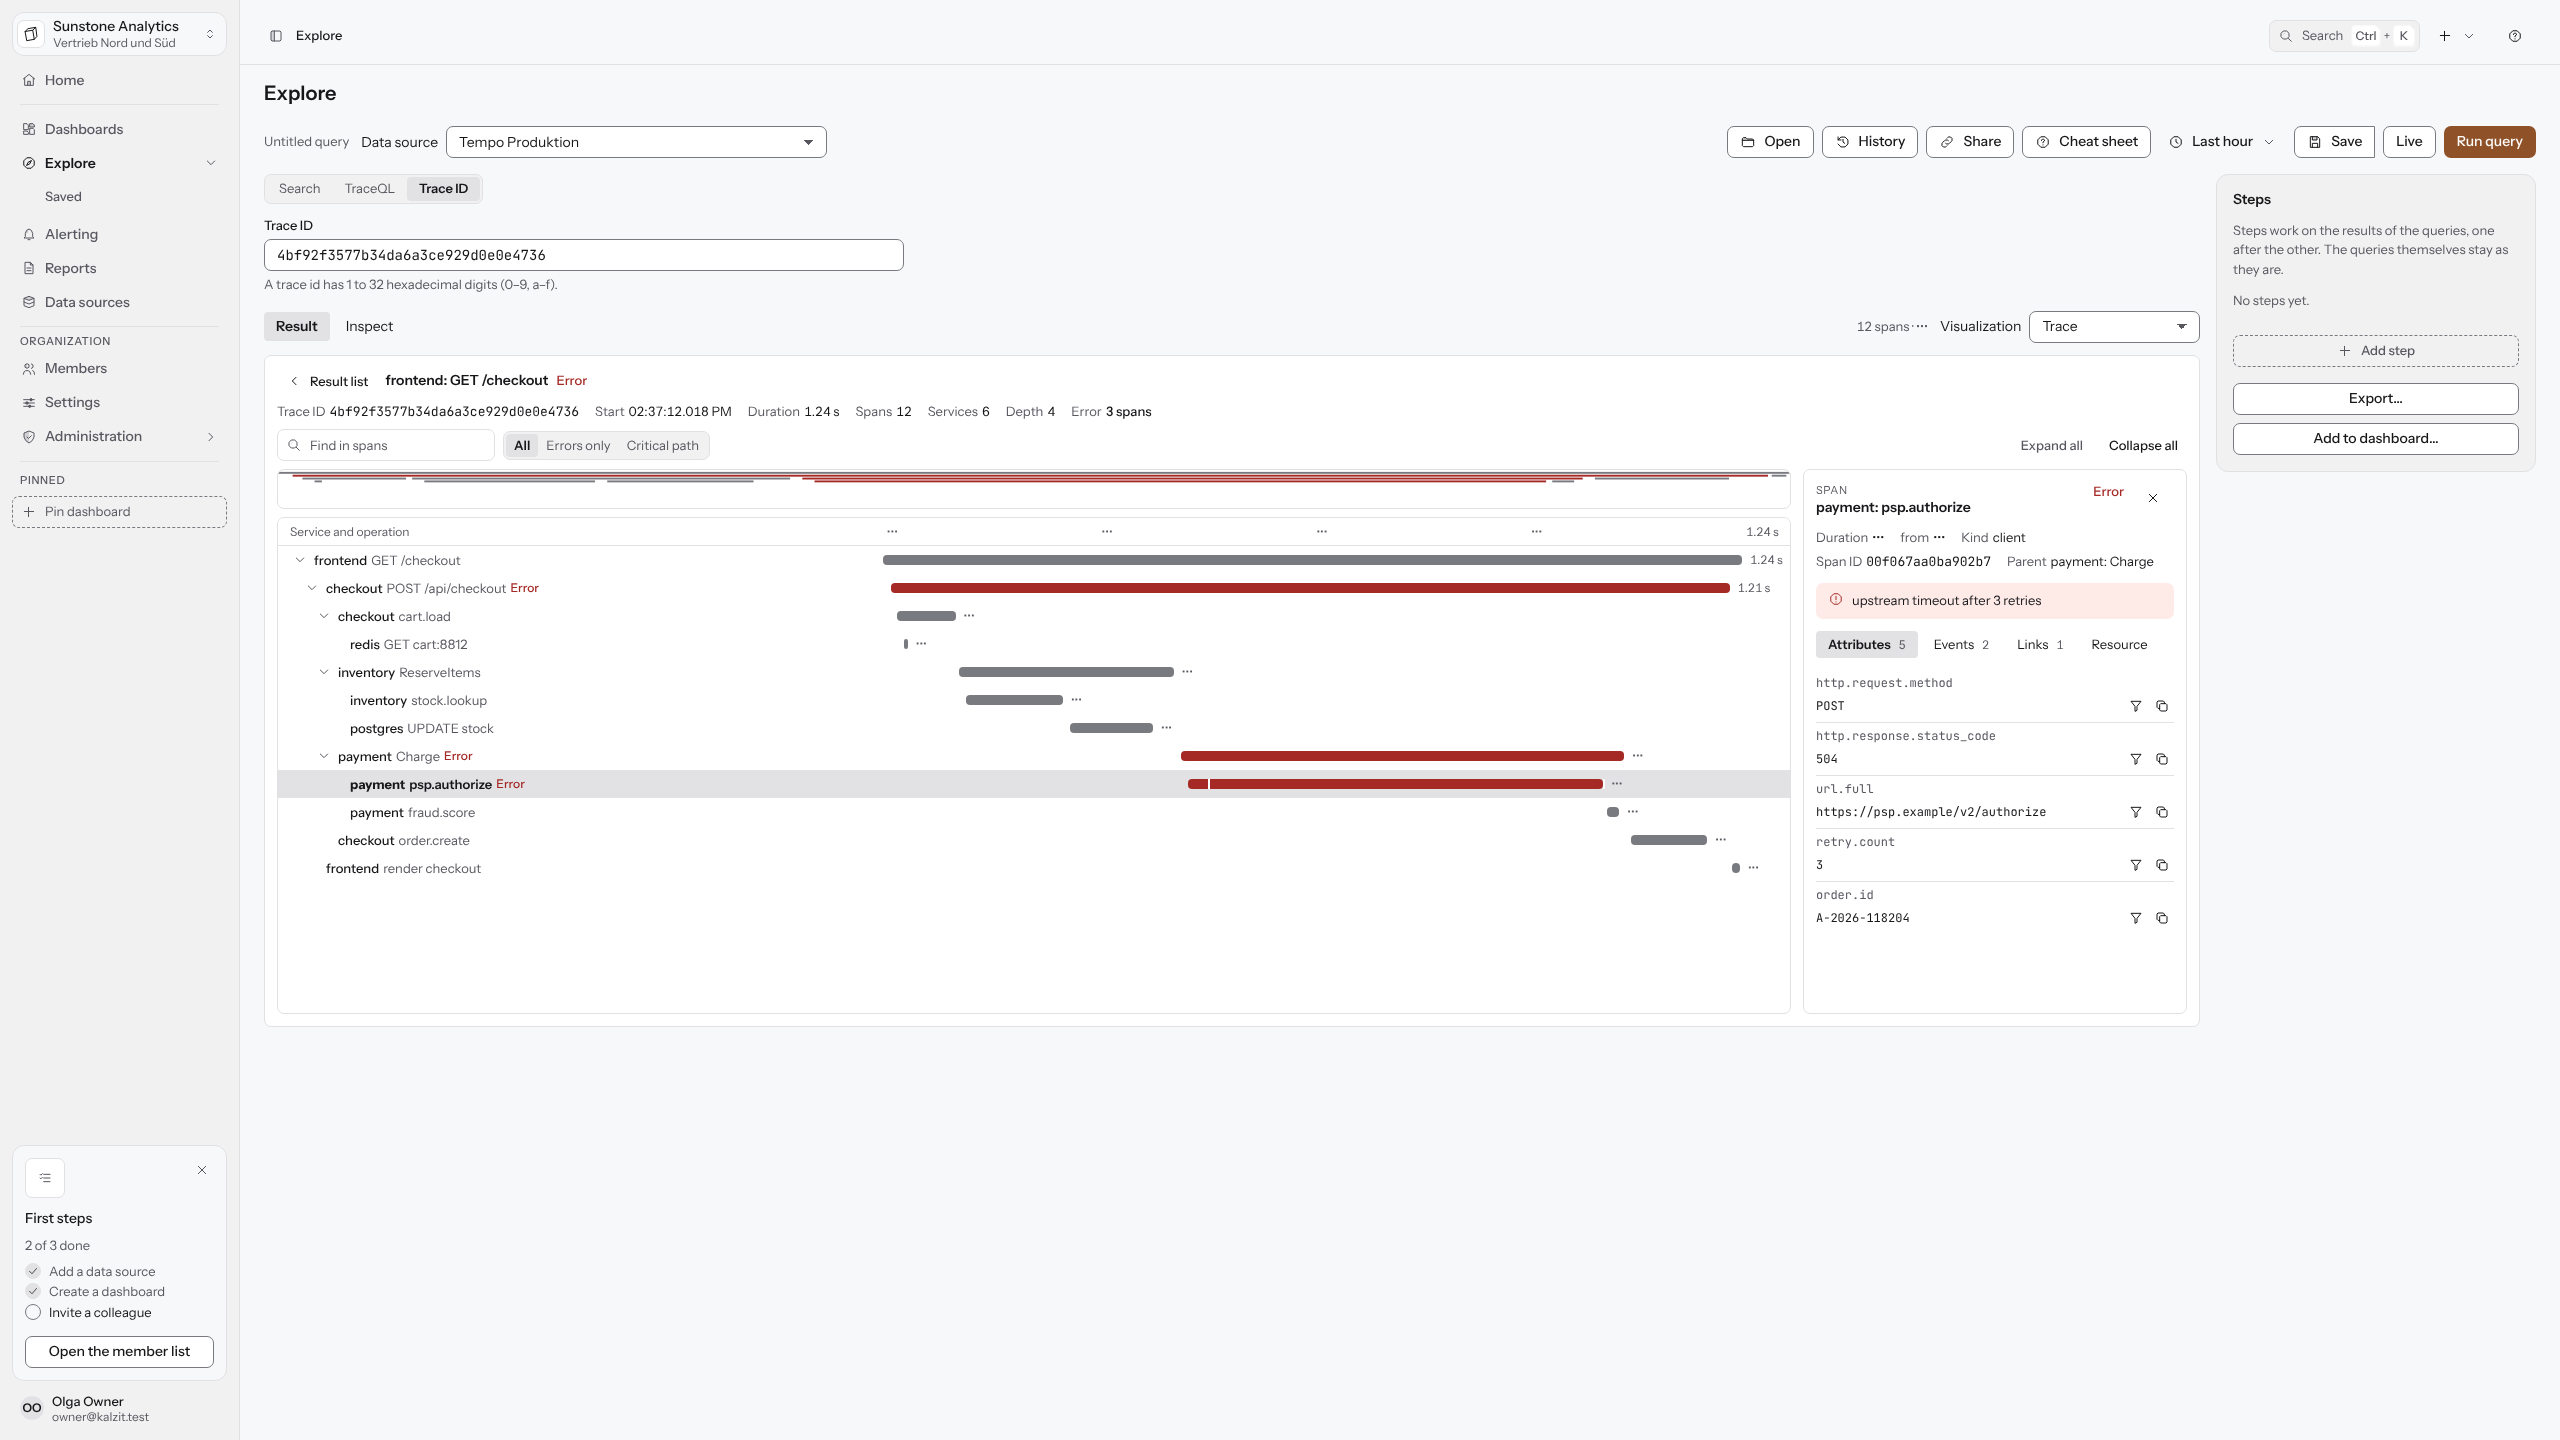 Sunstone Analytics
Vertrieb Nord und Süd
Home
Dashboards
Explore
Saved
Alerting
Reports
Data sources
ORGANIZATION
Members
Settings
Administration
PINNED
Pin dashboard
First steps
2 of 3 done
Add a data source
Create a dashboard
Invite a colleague
Open the member list
OO
Olga Owner
owner@kalzit.test
Explore
Search Ctrl + K
Explore
Untitled query Data source Tempo Produktion
Open History Share Cheat sheet Last hour Save Live Run query
Search TraceQL Trace ID
Trace ID
4bf92f3577b34da6a3ce929d0e0e4736
A trace id has 1 to 32 hexadecimal digits (0–9, a–f).
Result Inspect
12 spans · ··· Visualization Trace
Result list frontend: GET /checkout Error
Trace ID 4bf92f3577b34da6a3ce929d0e0e4736 Start 02:37:12.018 PM Duration 1.24 s Spans 12 Services 6 Depth 4 Error 3 spans
Find in spans All Errors only Critical path Expand all Collapse all
Service and operation ··· ··· ··· ··· 1.24 s
frontend GET /checkout 1.24 s
checkout POST /api/checkout Error 1.21 s
checkout cart.load ···
redis GET cart:8812 ···
inventory ReserveItems ···
inventory stock.lookup ···
postgres UPDATE stock ···
payment Charge Error ···
payment psp.authorize Error ···
payment fraud.score ···
checkout order.create ···
frontend render checkout ···
SPAN
payment: psp.authorize
Error
Duration ··· from ··· Kind client
Span ID 00f067aa0ba902b7 Parent payment: Charge
upstream timeout after 3 retries
Attributes 5 Events 2 Links 1 Resource
http.request.method
POST
http.response.status_code
504
url.full
https://psp.example/v2/authorize
retry.count
3
order.id
A-2026-118204
Steps
Steps work on the results of the queries, one
after the other. The queries themselves stay as
they are.
No steps yet.
Add step
Export...
Add to dashboard...